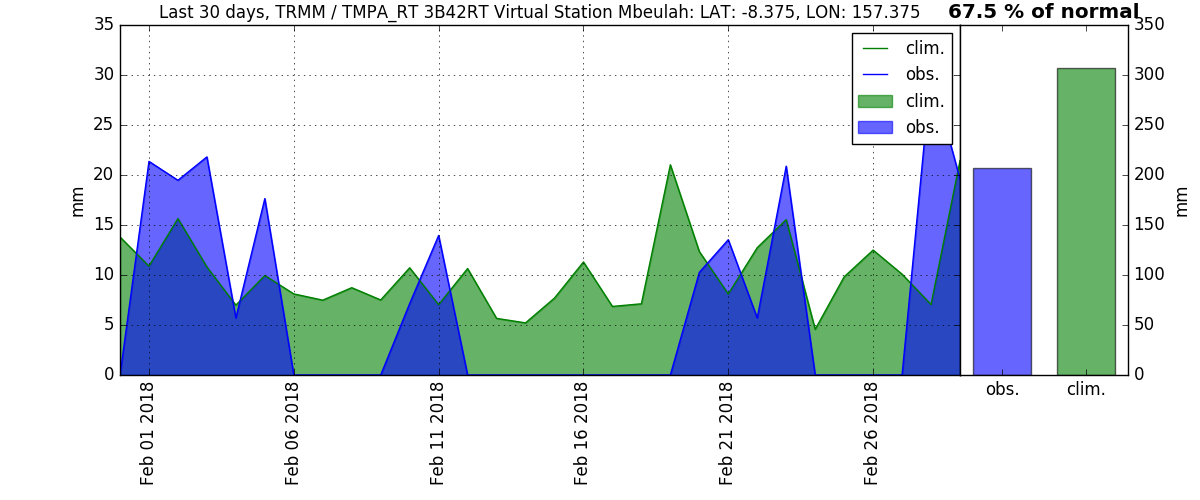 Last 30 days, TRMM / TMPA_RT 3B42RT Virtual Station Mbeulah: LAT: -8.375, LON: 157.375
67.5 % of normal
clim.
obs.
clim.
obs.
35
30
25
20
15
10
5
0
mm
Feb 01 2018
Feb 06 2018
Feb 11 2018
Feb 16 2018
Feb 21 2018
Feb 26 2018
350
300
250
200
150
100
50
0
mm
obs.
clim.